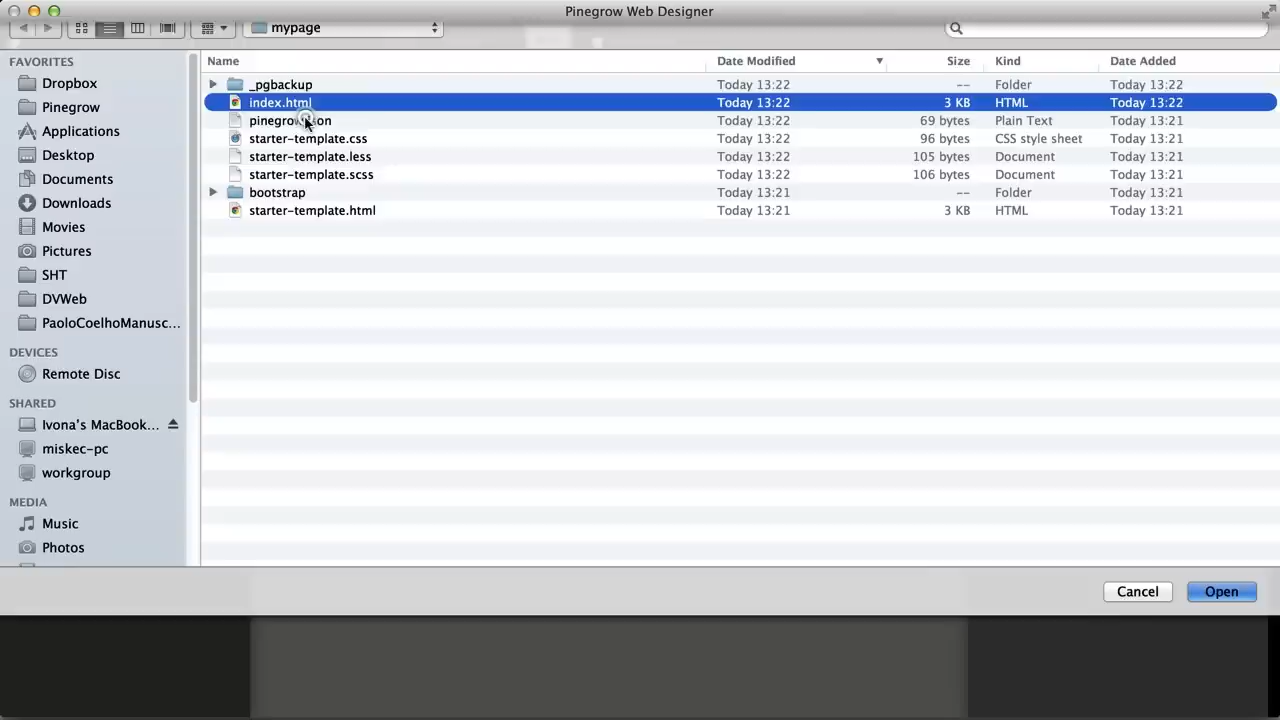 Pinegrow Web Designer
mypage
FAVORITES
Dropbox
Pinegrow
Applications
Desktop
Documents
Downloads
Movies
Pictures
SHT
DVWeb
PaoloCoelhoManusc...
DEVICES
Remote Disc
SHARED
Ivona's MacBook...
miskec-pc
workgroup
MEDIA
Music
Photos
Name Date Modified Size Kind Date Added
_pgbackup Today 13:22 -- Folder Today 13:22
index.html Today 13:22 3 KB HTML Today 13:22
Today 13:22 69 bytes Plain Text Today 13:21
starter-template.css Today 13:22 96 bytes CSS style sheet Today 13:21
starter-template.less Today 13:22 105 bytes Document Today 13:21
starter-template.scss Today 13:22 106 bytes Document Today 13:21
bootstrap Today 13:21 -- Folder Today 13:21
starter-template.html Today 13:21 3 KB HTML Today 13:21
Cancel Open